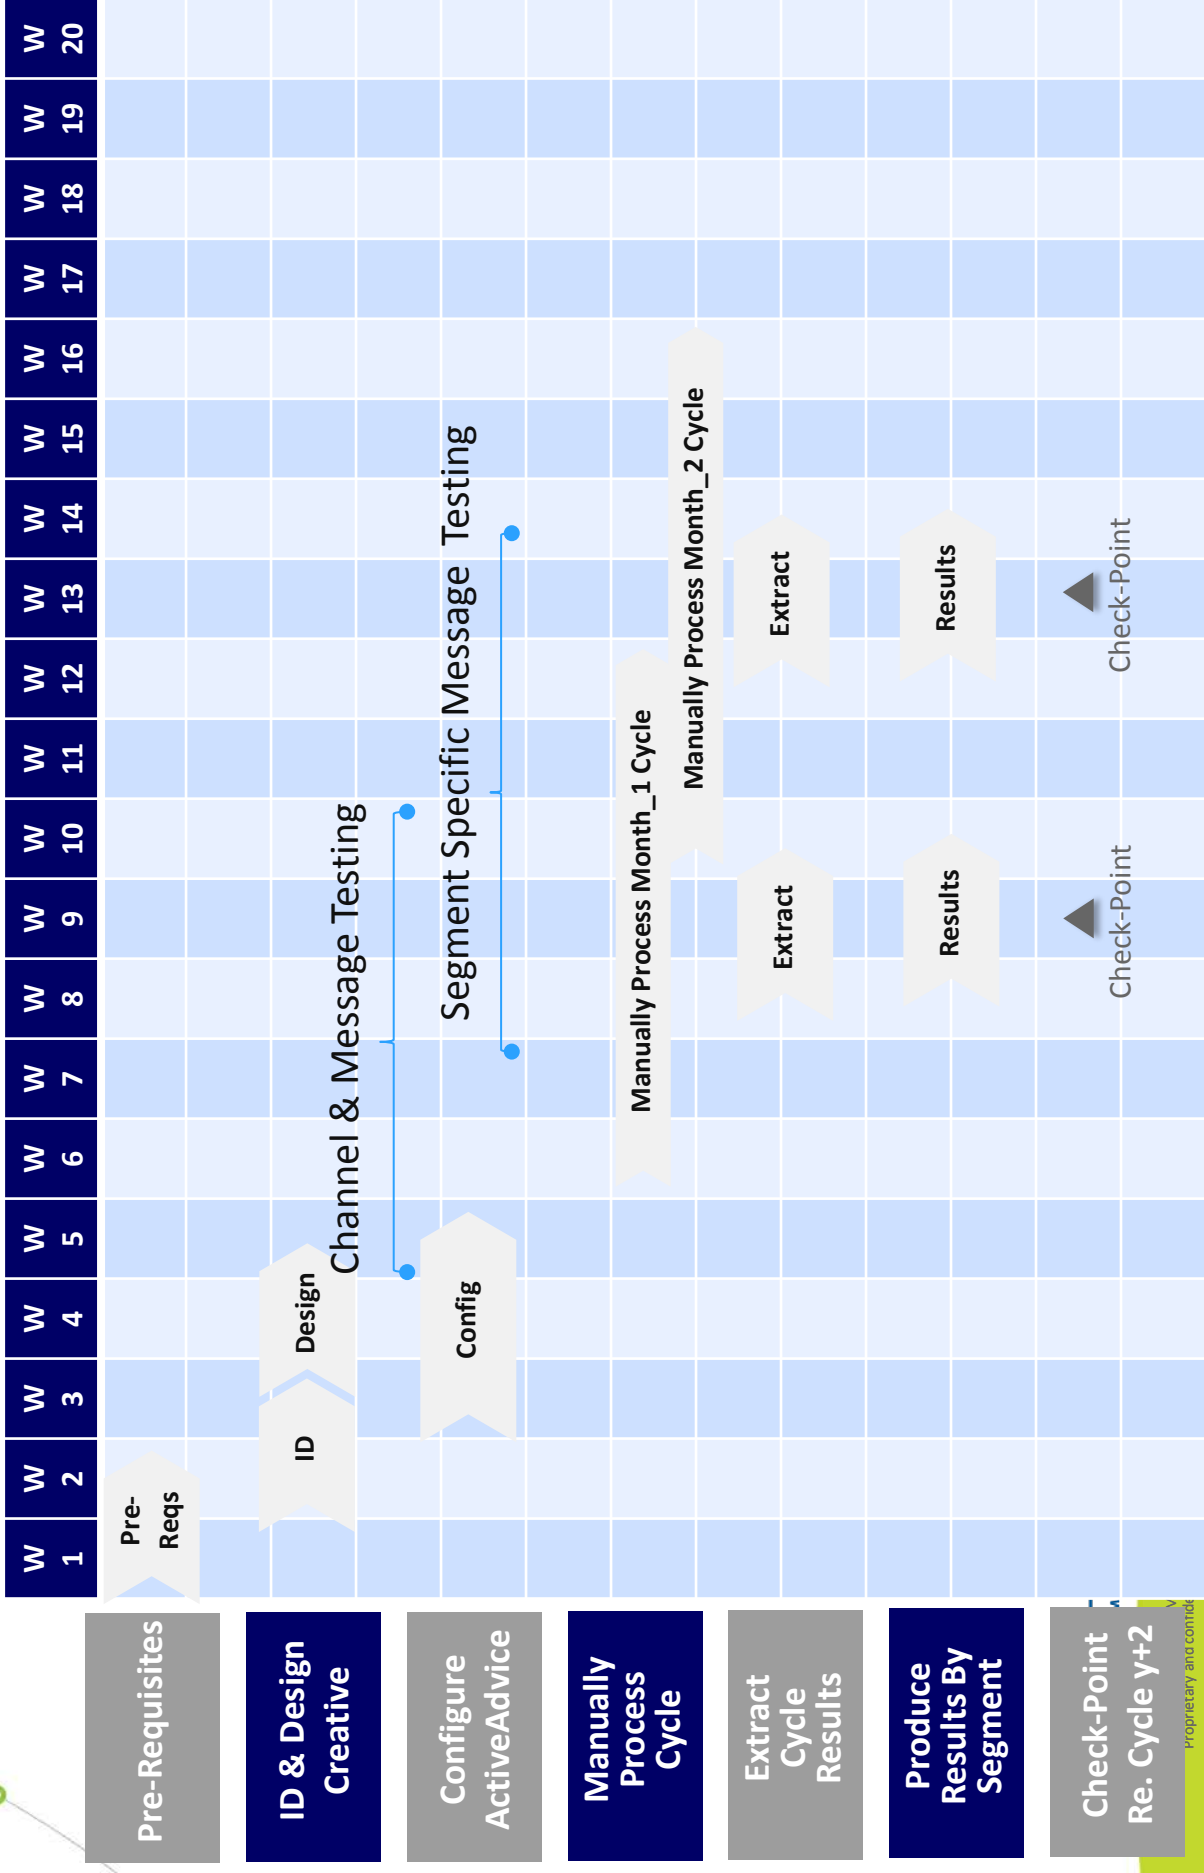 W
1
W
2
W
3
W
4
W
5
W
6
W
7
W
8
W
9
W
10
W
11
W
12
W
13
W
14
W
15
W
16
W
17
W
18
W
19
W
20
Pre-Requisites
Pre-
Reqs
ID & Design
Creative
ID
Design
Channel & Message Testing
Configure
ActiveAdvice
Config
Segment Specific Message Testing
Manually
Process
Cycle
Manually Process Month_1 Cycle
Manually Process Month_2 Cycle
Extract
Cycle
Results
Extract
Extract
Produce
Results By
Segment
Results
Results
Check-Point
Re. Cycle y+2
Check-Point
Check-Point
Proprietary and